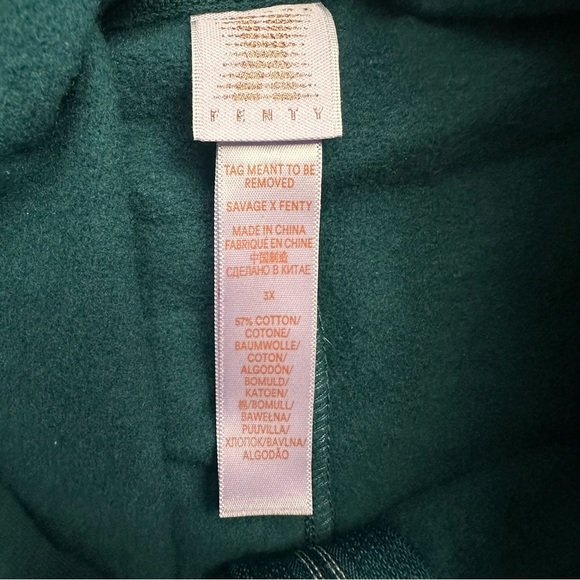 FENTY
TAG MEANT TO BE
REMOVED
SAVAGE X FENTY
MADE IN CHINA
FABRIQUÉ EN CHINE
中国制造
СДЕЛАНО В КИТАЕ
3X
57% COTTON/
COTONE/
BAUMWOLLE/
COTON/
ALGODÓN/
BOMULD/
KATOEN/
棉/BOMULL/
BAWEŁNA/
PUUVILLA/
ХЛОПОК/BAVLNA/
ALGODÃO